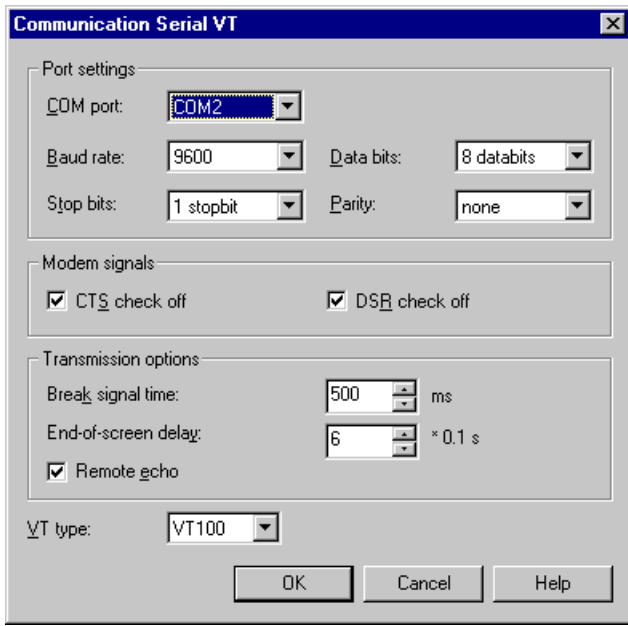 Communication Serial VT
Port settings
COM port: COM2
Baud rate: 9600 Data bits: 8 databits
Stop bits: 1 stopbit Parity: none
Modem signals
CTS check off DSR check off
Transmission options
Break signal time: 500 ms
End-of-screen delay: 6 * 0.1 s
Remote echo
VT type: VT100
OK Cancel Help